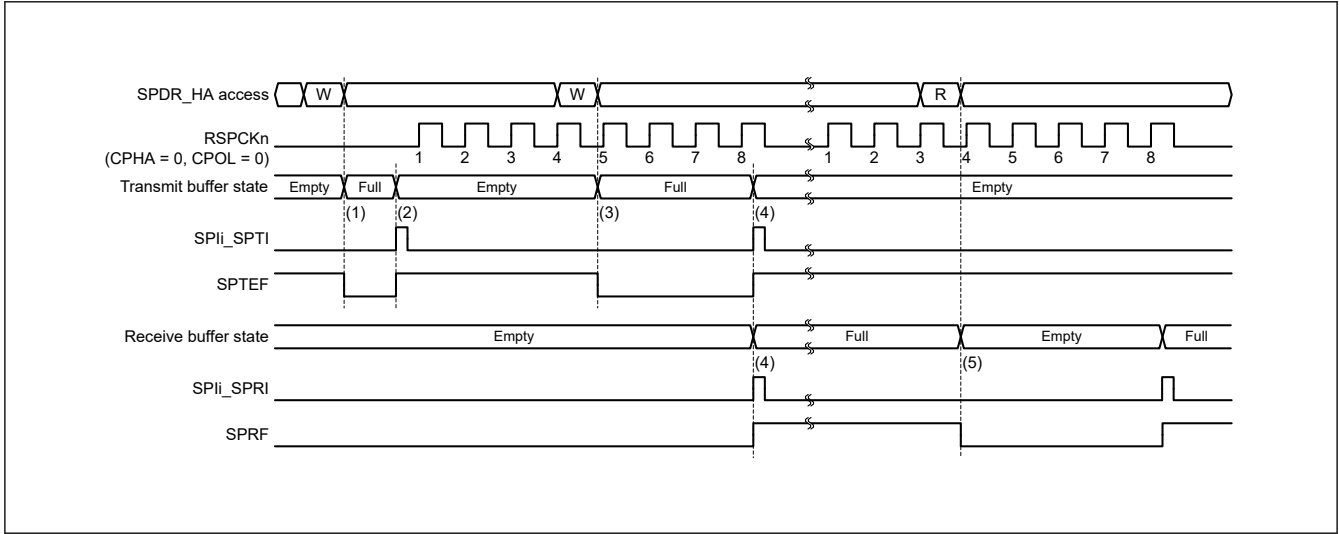 SPDR_HA access W W R
RSPCKn
(CPHA = 0, CPOL = 0)
1 2 3 4 5 6 7 8 1 2 3 4 5 6 7 8
Transmit buffer state Empty Full Empty Full Empty
(1) (2) (3) (4)
SPIi_SPTI
SPTEF
Receive buffer state Empty Full Empty Full
(4) (5)
SPIi_SPRI
SPRF